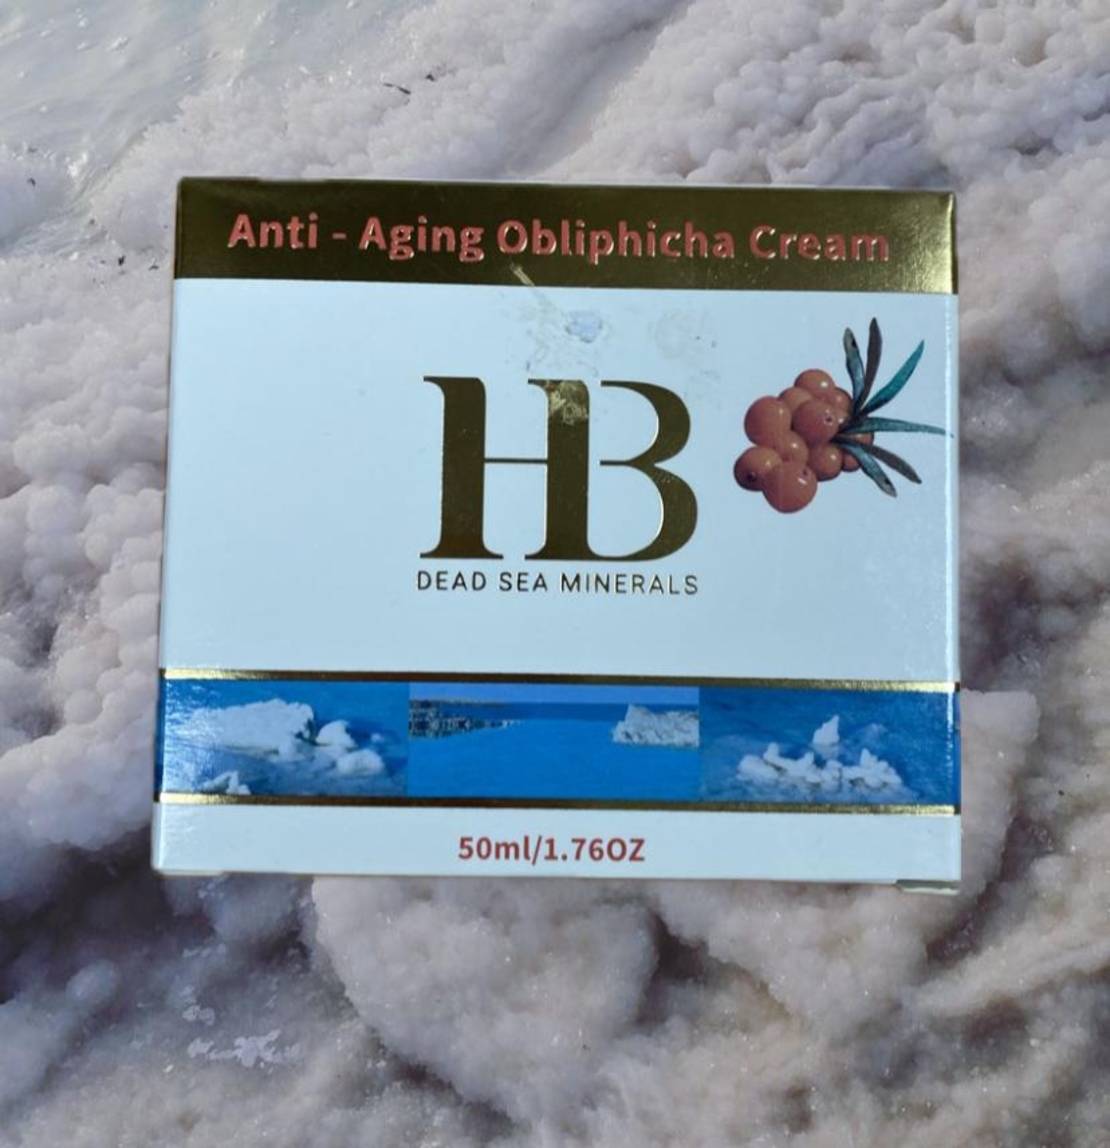 Anti - Aging Obliphicha Cream
HB
DEAD SEA MINERALS
50ml/1.76OZ